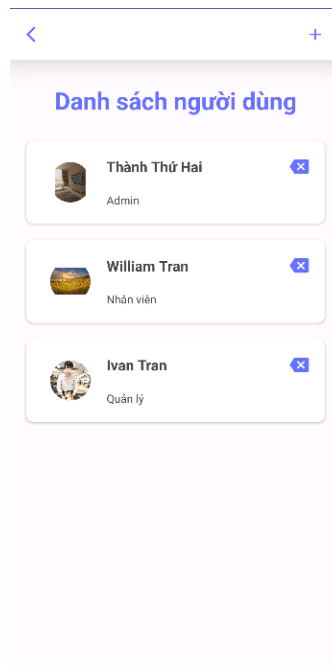 Danh sách người dùng
Thành Thứ Hai
Admin
William Tran
Nhân viên
Ivan Tran
Quản lý